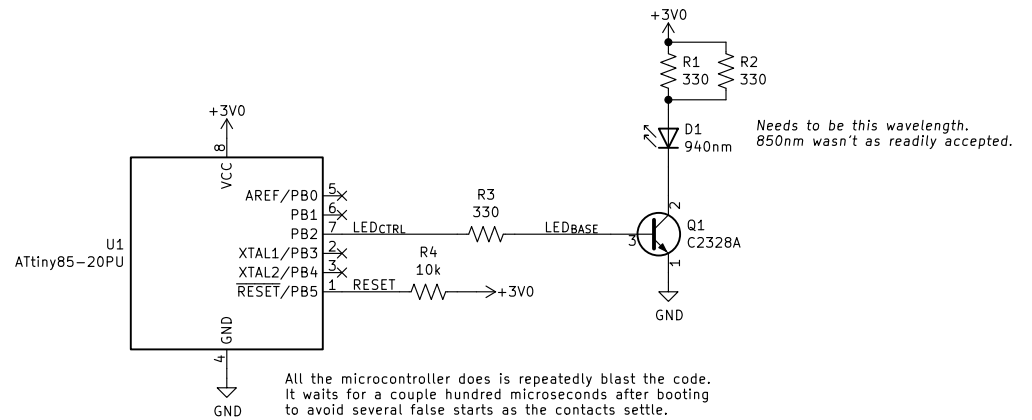 +3V0
R1
330
R2
330
D1
940nm
Needs to be this wavelength.
850nm wasn't as readily accepted.
+3V0
8
VCC
AREF/PB0
5
PB1
6
PB2
7
LEDCTRL
R3
330
LEDBASE
3
2
Q1
C2328A
1
GND
U1
ATtiny85-20PU
XTAL1/PB3
2
XTAL2/PB4
3
RESET/PB5
1
RESET
R4
10k
+3V0
GND
4
GND
All the microcontroller does is repeatedly blast the code.
It waits for a couple hundred microseconds after booting
to avoid several false starts as the contacts settle.